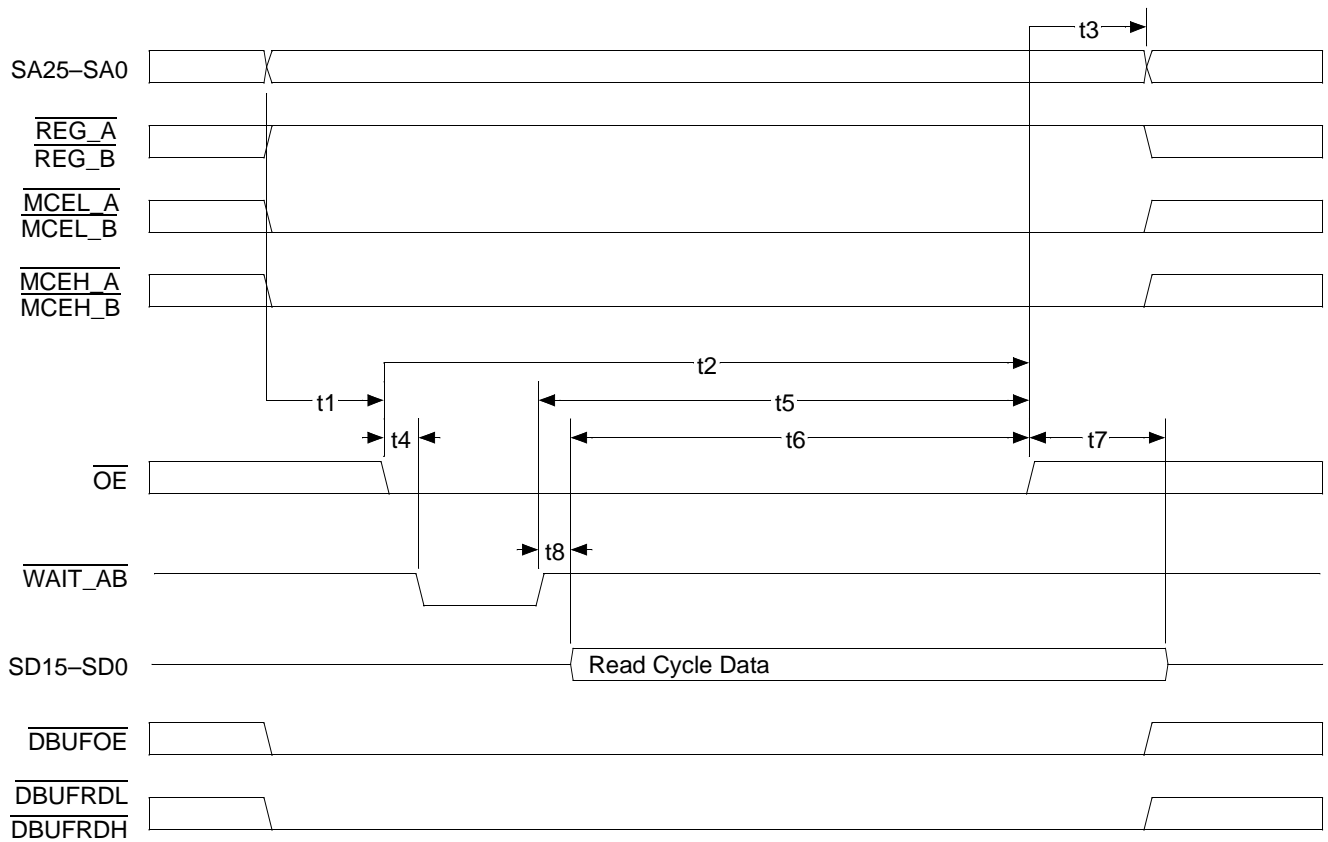 t3
SA25–SA0
REG_A
REG_B
MCEL_A
MCEL_B
MCEH_A
MCEH_B
t2
t1
t5
t4
t6
t7
OE
t8
WAIT_AB
SD15–SD0
Read Cycle Data
DBUFOE
DBUFRDL
DBUFRDH